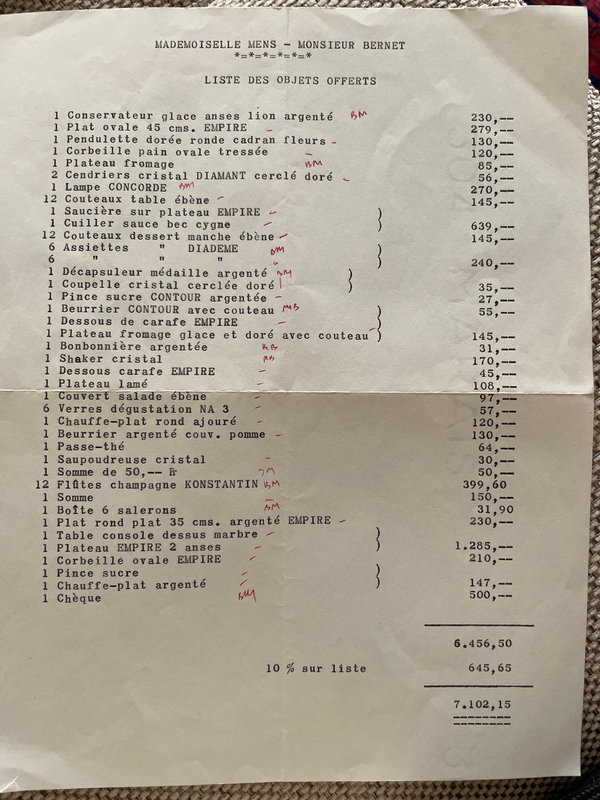 MADEMOISELLE MENS - MONSIEUR BERNET
*=*=*=*=*=*
LISTE DES OBJETS OFFERTS
1 Conservateur glace anses lion argenté BM 230,--
1 Plat ovale 45 cms. EMPIRE - 279,--
1 Pendulette dorée ronde cadran fleurs - 130,--
1 Corbeille pain ovale tressée - 120,--
1 Plateau fromage BM 85,--
2 Cendriers cristal DIAMANT cerclé doré - 56,--
1 Lampe CONCORDE BM 270,--
12 Couteaux table ébène - 145,--
1 Saucière sur plateau EMPIRE - )
1 Cuiller sauce bec cygne - ) 639,--
12 Couteaux dessert manche ébène - 145,--
6 Assiettes " DIADEME BM )
6 " " " " ) 240,--
1 Décapsuleur médaille argenté BM )
1 Coupelle cristal cerclée doré | ) 35,--
1 Pince sucre CONTOUR argentée - 27,--
1 Beurrier CONTOUR avec couteau MB ) 55,--
1 Dessous de carafe EMPIRE - )
1 Plateau fromage glace et doré avec couteau - ) 145,--
1 Bonbonnière argentée BB 31,--
1 Shaker cristal BB 170,--
1 Dessous carafe EMPIRE - 45,--
1 Plateau lamé - 108,--
1 Couvert salade ébène - 97,--
6 Verres dégustation NA 3 - 57,--
1 Chauffe-plat rond ajouré - 120,--
1 Beurrier argenté couv. pomme - 130,--
1 Passe-thé 64,--
1 Saupoudreuse cristal - 30,--
1 Somme de 50,-- Fr 50,--
12 Flûtes champagne KONSTANTIN BM 399,60
1 Somme - 150,--
1 Boîte 6 salerons BM 31,90
1 Plat rond plat 35 cms. argenté EMPIRE - 230,--
1 Table console dessus marbre - )
1 Plateau EMPIRE 2 anses - ) 1.285,--
1 Corbeille ovale EMPIRE - 210,--
1 Pince sucre - )
1 Chauffe-plat argenté - ) 147,--
1 Chèque BM 500,--
6.456,50
10 % sur liste 645,65
7.102,15